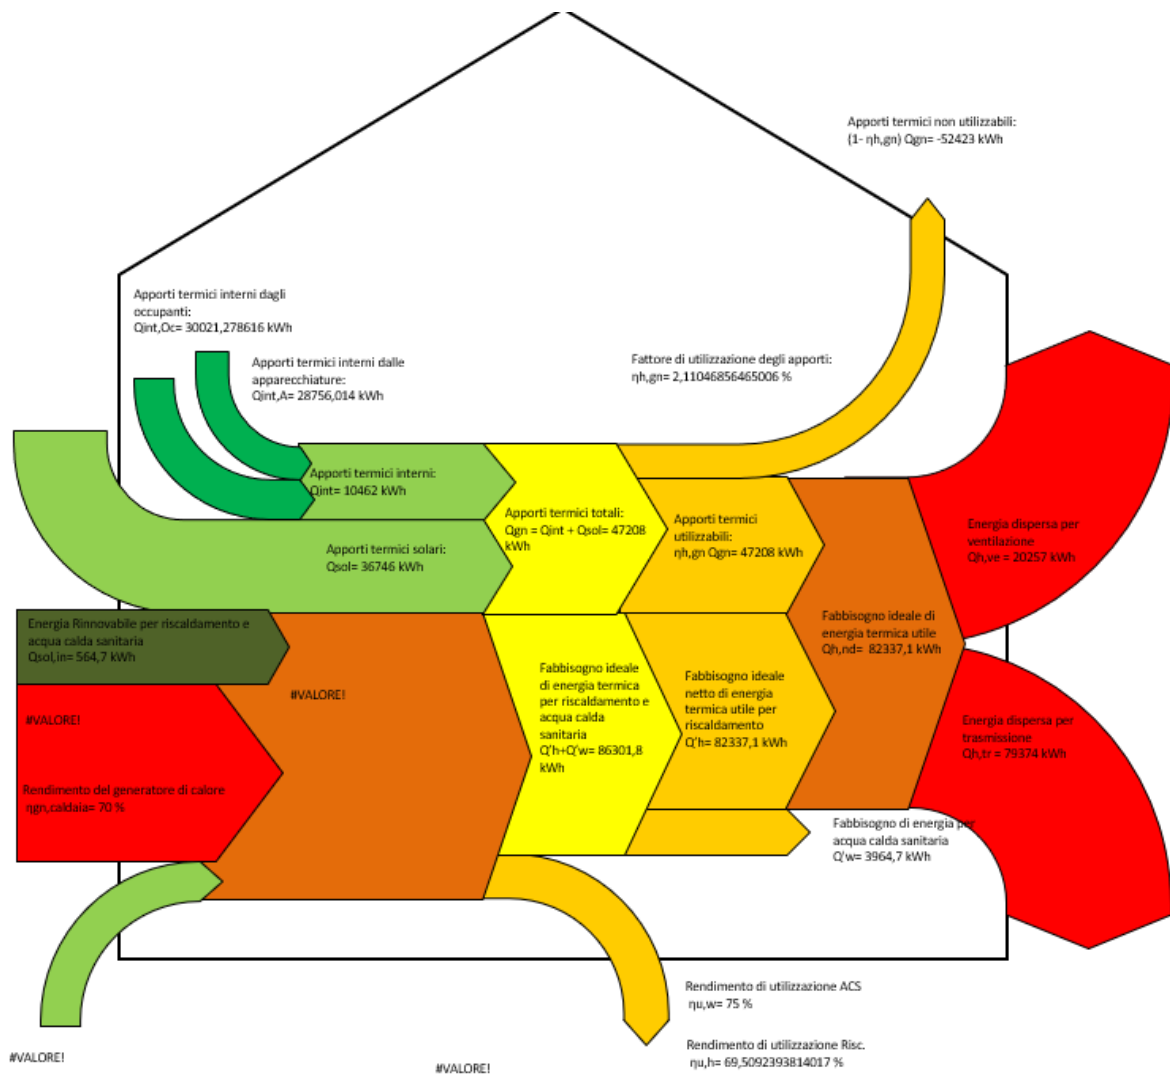 Apporti termici non utilizzabili:
(1- ηh,gn) Qgn= -52423 kWh
Apporti termici interni dagli
occupanti:
Qint,Oc= 30021,278616 kWh
Apporti termici interni dalle
apparecchiature:
Qint,A= 28756,014 kWh
Fattore di utilizzazione degli apporti:
ηh,gn= 2,11046856465006 %
Apporti termici interni:
Qint= 10462 kWh
Apporti termici totali:
Qgn = Qint + Qsol= 47208
kWh
Apporti termici
utilizzabili:
ηh,gn Qgn= 47208 kWh
Energia dispersa per
ventilazione
Qh,ve = 20257 kWh
Apporti termici solari:
Qsol= 36746 kWh
Energia Rinnovabile per riscaldamento e
acqua calda sanitaria
Qsol,in= 564,7 kWh
Fabbisogno ideale di
energia termica utile
Qh,nd=  82337,1 kWh
#VALORE!
#VALORE!
Fabbisogno ideale
di energia termica
per riscaldamento e
acqua calda
sanitaria
Q'h+Q'w= 86301,8
kWh
Fabbisogno ideale
netto di energia
termica utile per
riscaldamento
Q'h= 82337,1 kWh
Energia dispersa per
trasmissione
Qh,tr = 79374 kWh
Rendimento del generatore di calore
ηgn,caldaia= 70 %
Fabbisogno di energia per
acqua calda sanitaria
Q'w= 3964,7 kWh
Rendimento di utilizzazione ACS
ηu,w= 75 %
Rendimento di utilizzazione Risc.
ηu,h= 69,5092393814017 %
#VALORE!
#VALORE!